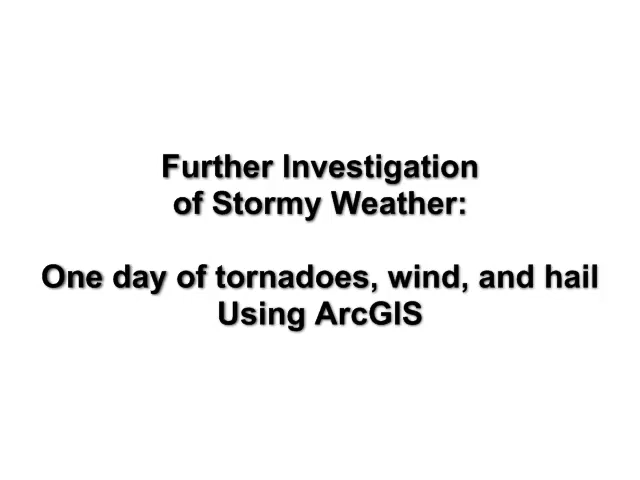 Further Investigation
of Stormy Weather:
One day of tornadoes, wind, and hail
Using ArcGIS